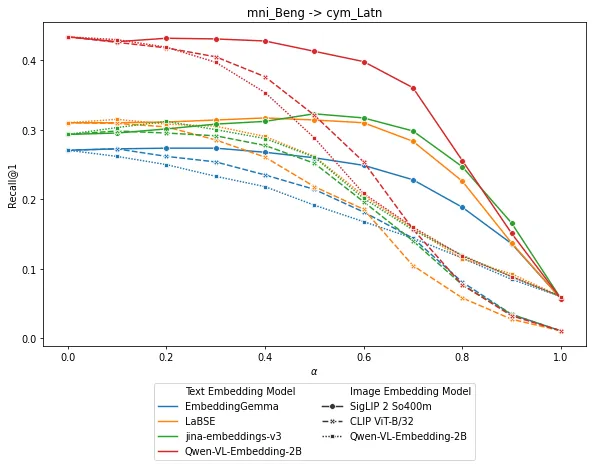 mni_Beng -> cym_Latn
Recall@1
0.4
0.3
0.2
0.1
0.0
0.0 0.2 0.4 0.6 0.8 1.0
α
Text Embedding Model
EmbeddingGemma
LaBSE
jina-embeddings-v3
Qwen-VL-Embedding-2B
Image Embedding Model
SigLIP 2 So400m
CLIP ViT-B/32
Qwen-VL-Embedding-2B